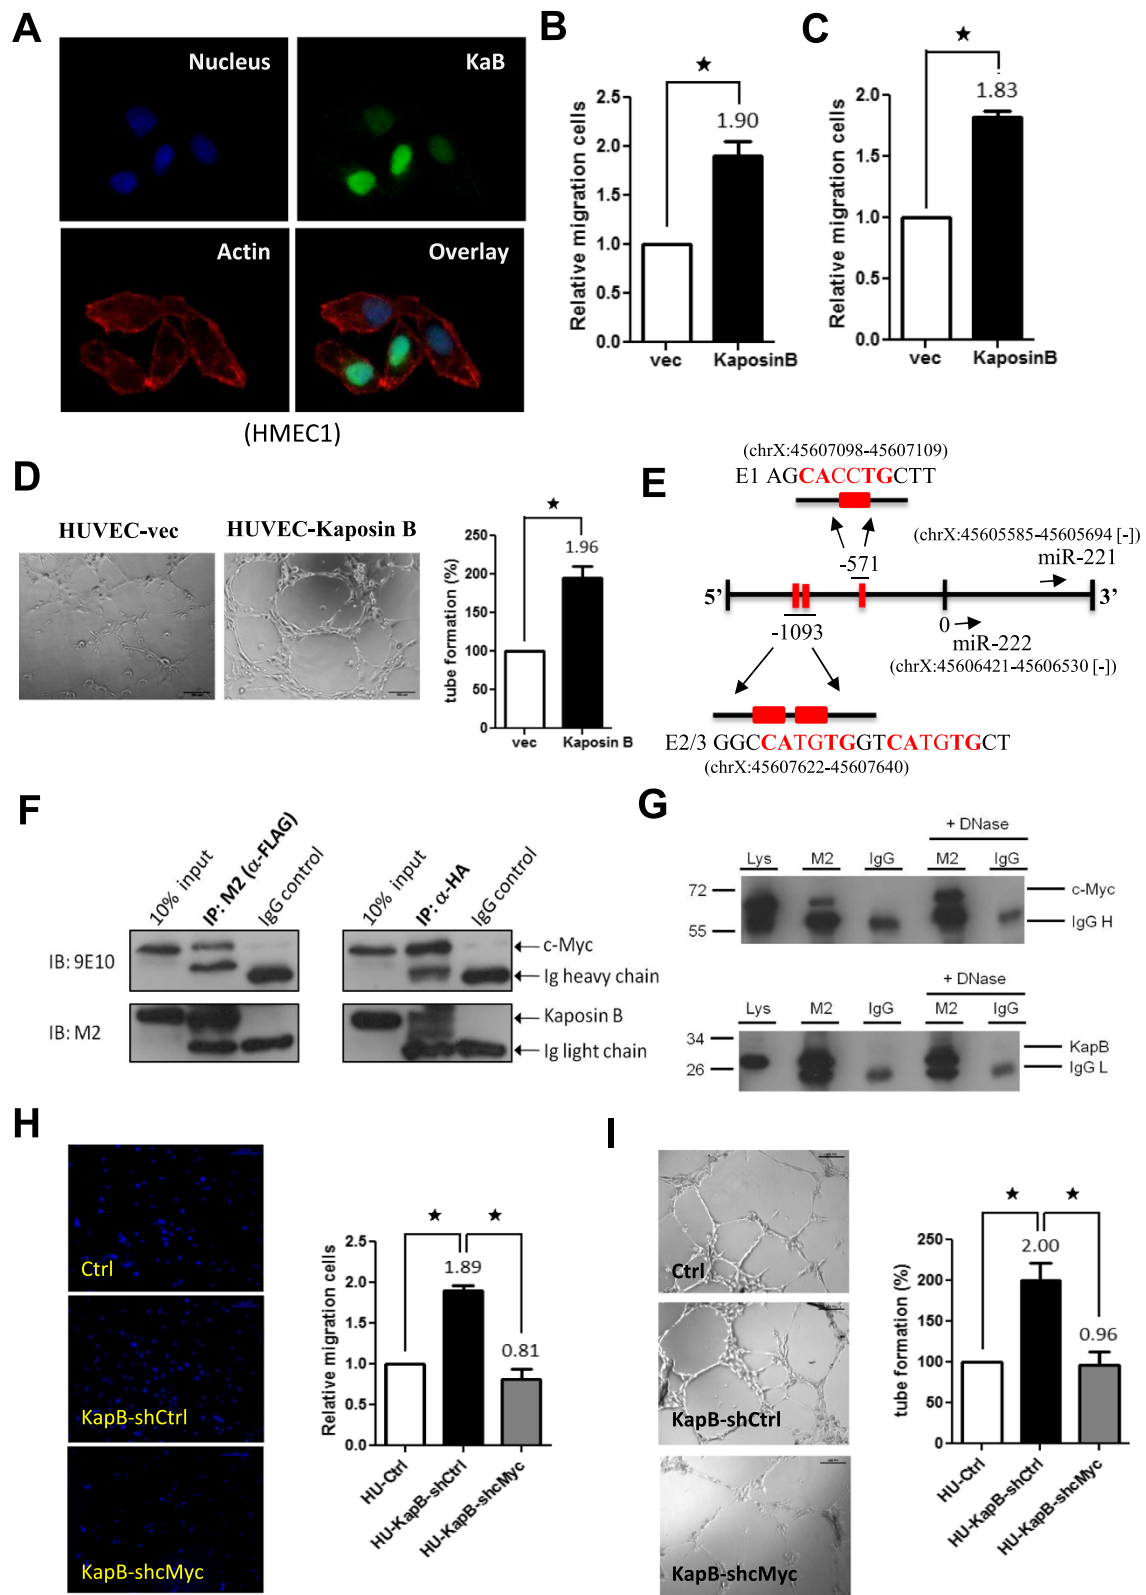 A
Nucleus
KaB
Actin
Overlay
(HMEC1)
B
★
1.90
Relative migration cells
2.5
2.0
1.5
1.0
0.5
0.0
vec
KaposinB
C
★
1.83
Relative migration cells
2.0
1.5
1.0
0.5
0.0
vec
KaposinB
D
HUVEC-vec
HUVEC-Kaposin B
★
1.96
tube formation (%)
250
200
150
100
50
0
vec
Kaposin B
E
(chrX:45607098-45607109)
E1 AGCACCTGCTT
(chrX:45605585-45605694 [-])
miR-221
-571
5’
3’
-1093
0
miR-222
(chrX:45606421-45606530 [-])
E2/3 GGCCATGTGGTCATGTGCT
(chrX:45607622-45607640)
F
10% input
IP: M2 (α-FLAG)
IgG control
10% input
IP: α-HA
IgG control
IB: 9E10
c-Myc
Ig heavy chain
IB: M2
Kaposin B
Ig light chain
G
+ DNase
Lys M2 IgG M2 IgG
72
55
c-Myc
IgG H
+ DNase
Lys M2 IgG M2 IgG
34
26
KapB
IgG L
H
Ctrl
KapB-shCtrl
KapB-shcMyc
★ ★
1.89
0.81
Relative migration cells
2.5
2.0
1.5
1.0
0.5
0.0
HU-Ctrl
HU-KapB-shCtrl
HU-KapB-shcMyc
I
Ctrl
KapB-shCtrl
KapB-shcMyc
★ ★
2.00
0.96
tube formation (%)
250
200
150
100
50
0
HU-Ctrl
HU-KapB-shCtrl
HU-KapB-shcMyc